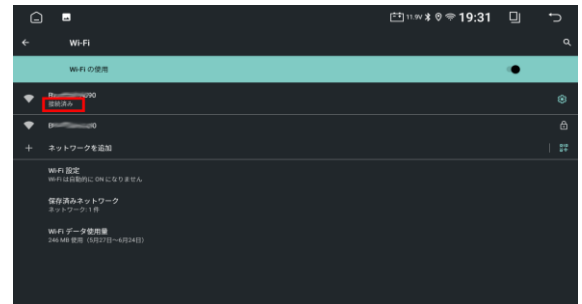 11.9V 19:31
Wi-Fi
Wi-Fi の使用
接続済み
ネットワークを追加
Wi-Fi 設定
Wi-Fi は自動的に ON になりません
保存済みネットワーク
ネットワーク: 1 件
Wi-Fi データ使用量
246 MB 使用（5月27日～6月24日）